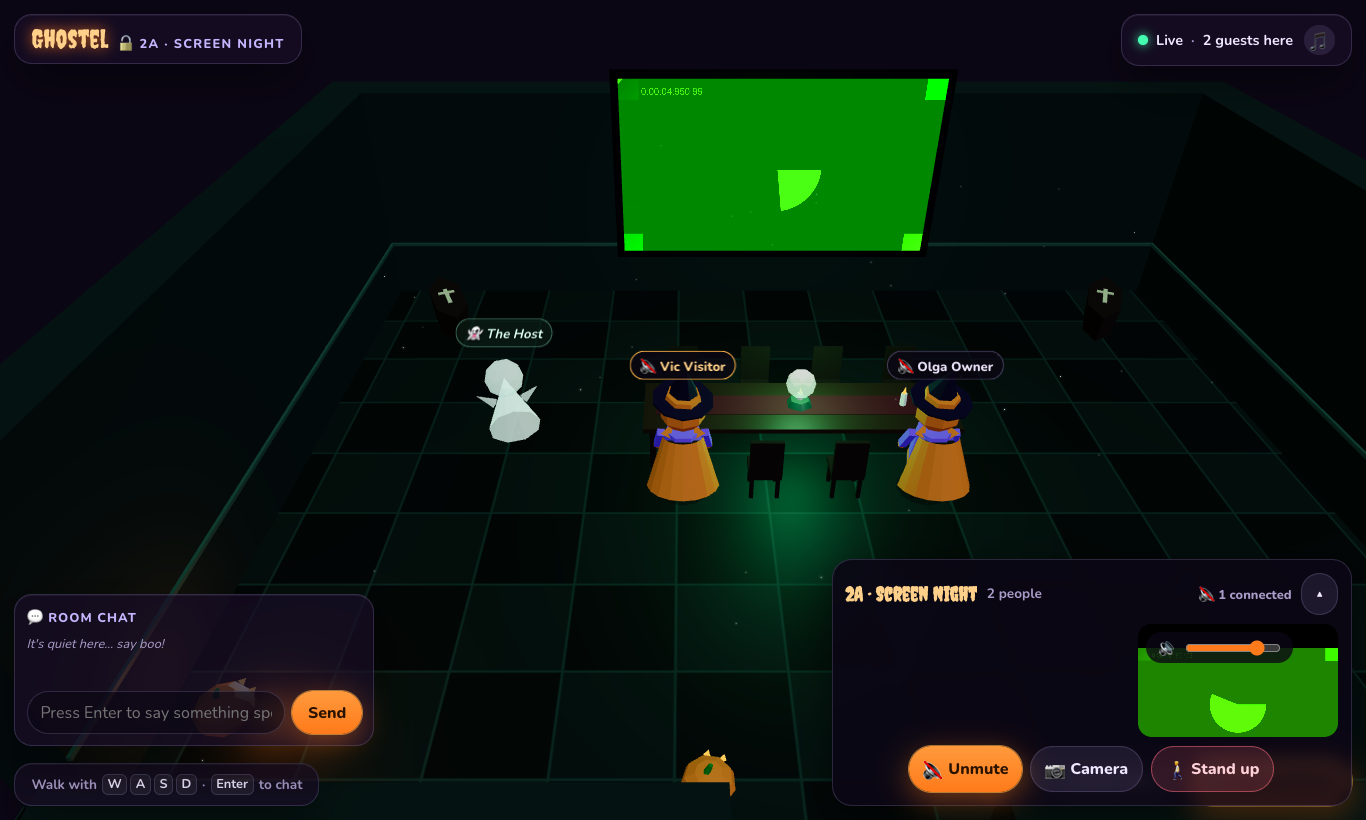 GHOSTEL 2A · SCREEN NIGHT
Live · 2 guests here
The Host
Vic Visitor
Olga Owner
ROOM CHAT
It's quiet here… say boo!
Press Enter to say something sp
Send
Walk with W A S D · Enter to chat
2A · SCREEN NIGHT 2 people
1 connected
Unmute
Camera
Stand up